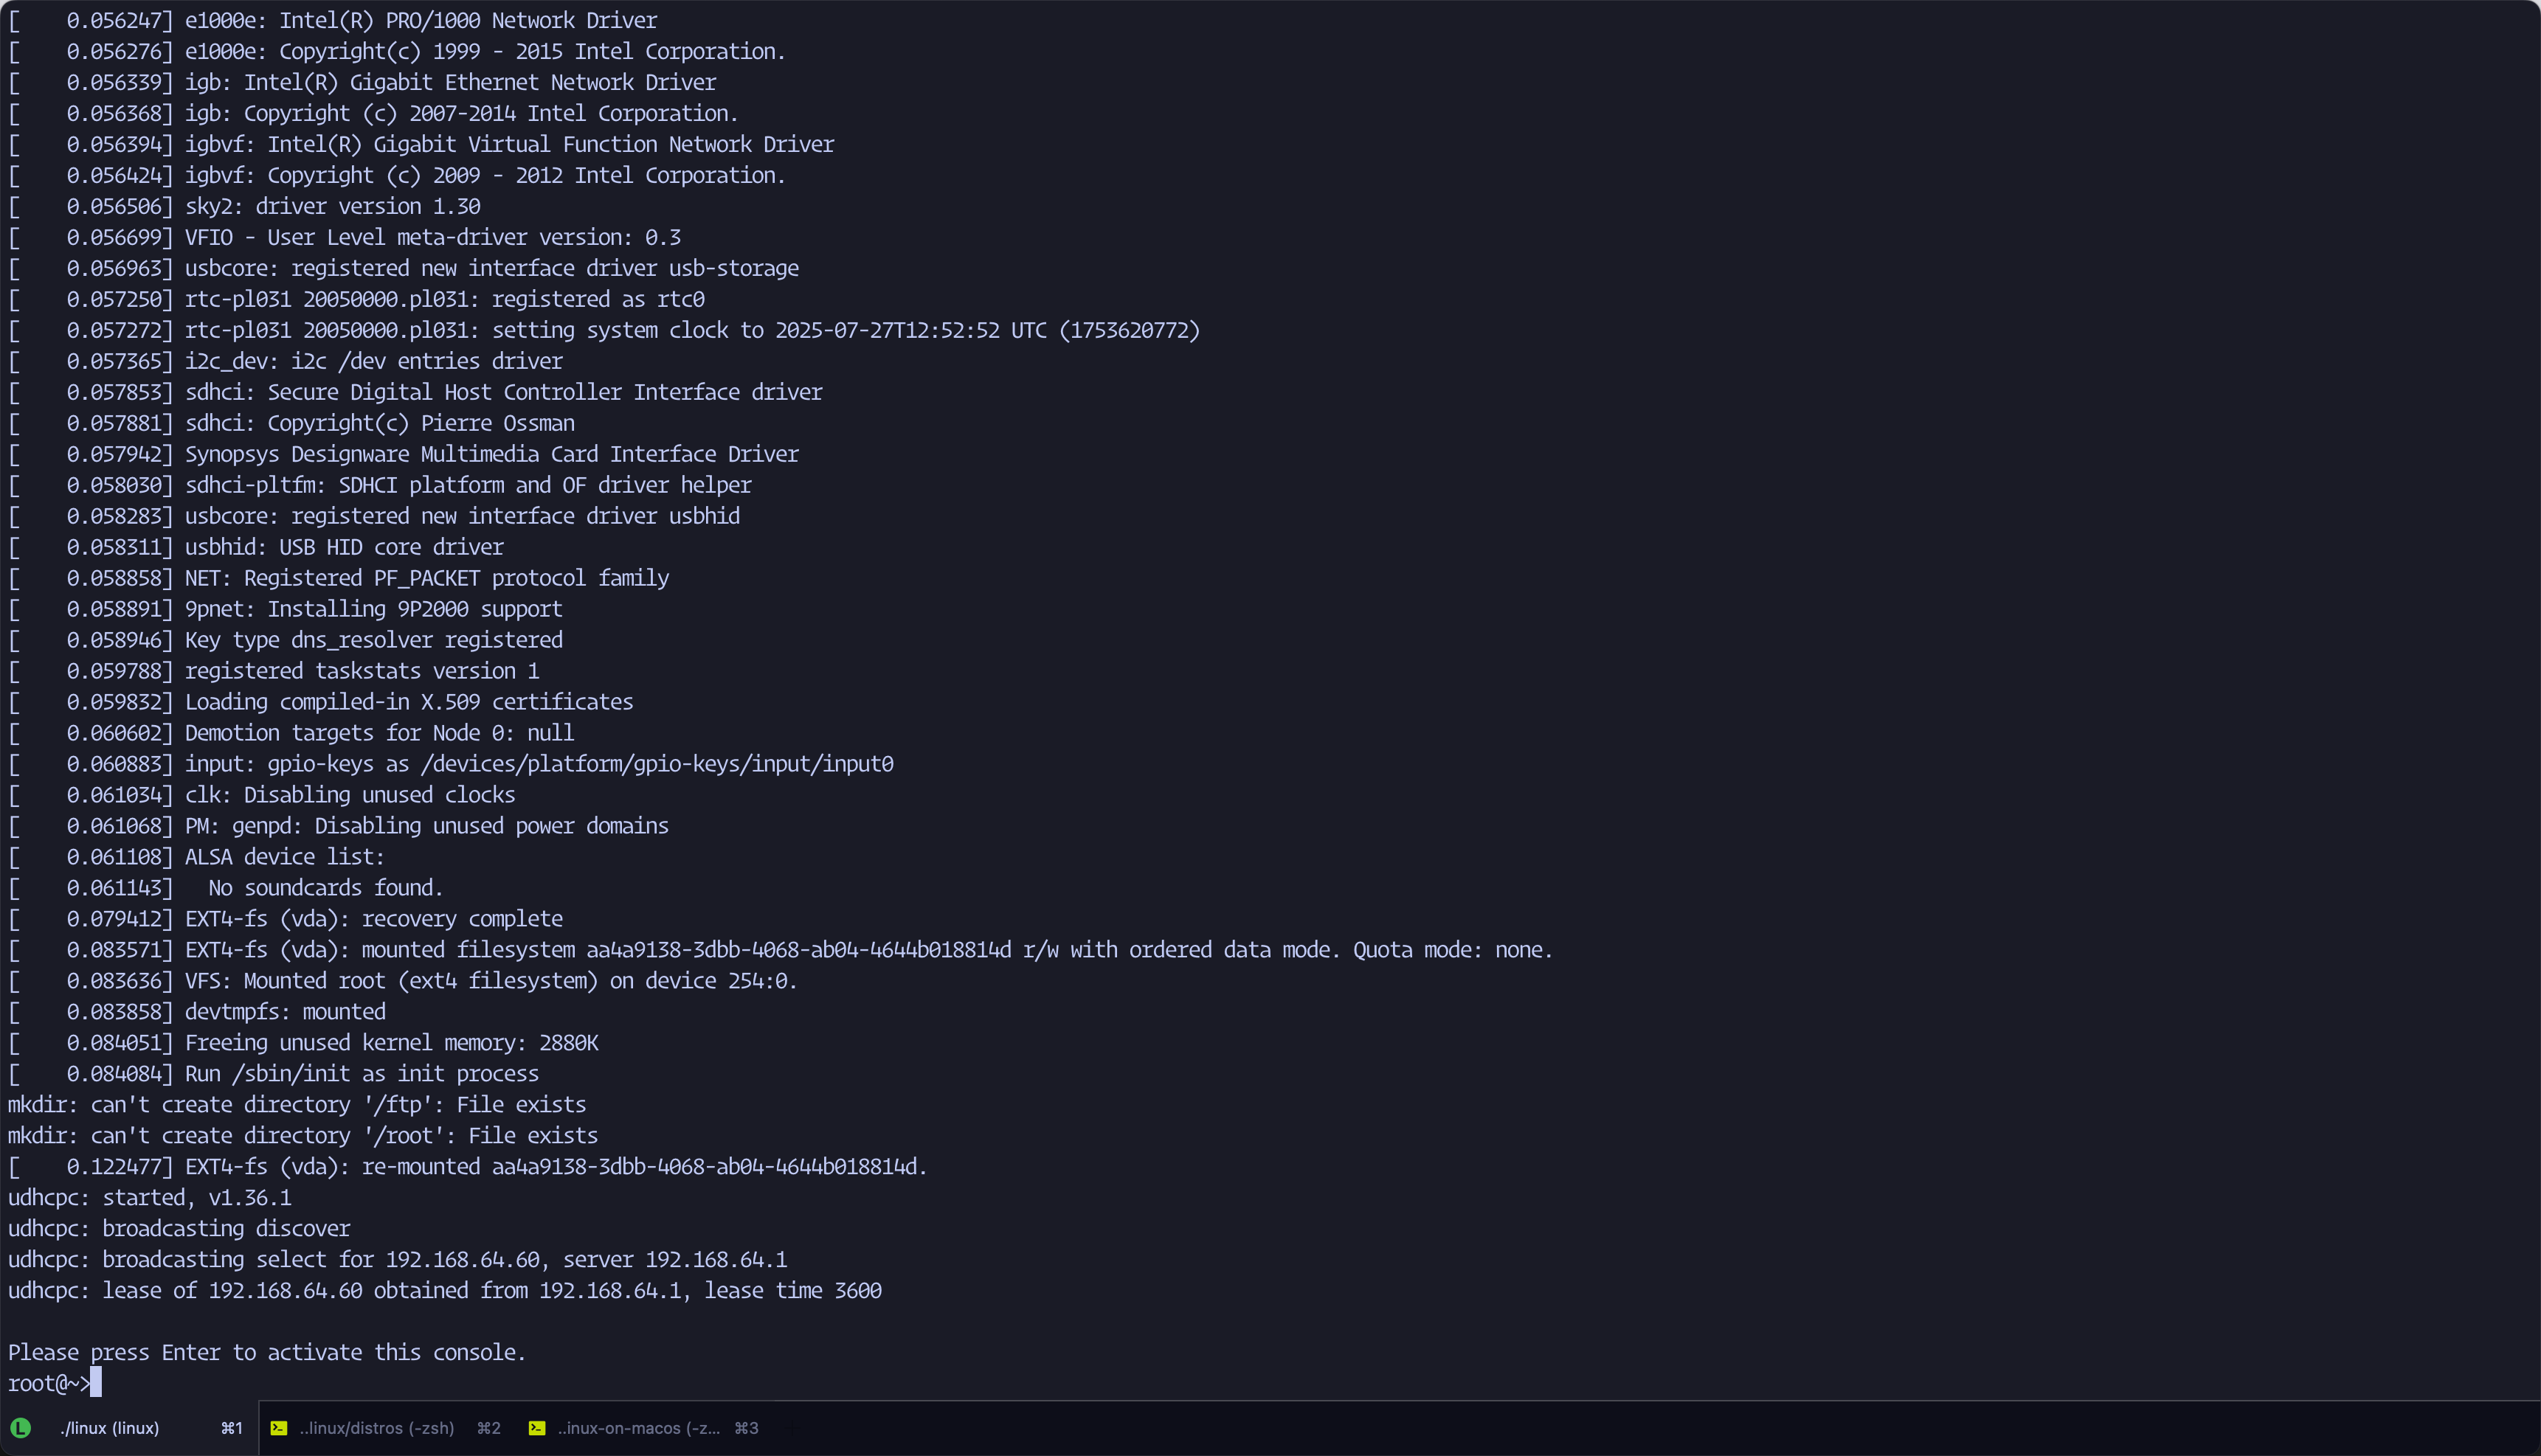 [    0.056247] e1000e: Intel(R) PRO/1000 Network Driver
[    0.056276] e1000e: Copyright(c) 1999 - 2015 Intel Corporation.
[    0.056339] igb: Intel(R) Gigabit Ethernet Network Driver
[    0.056368] igb: Copyright (c) 2007-2014 Intel Corporation.
[    0.056394] igbvf: Intel(R) Gigabit Virtual Function Network Driver
[    0.056424] igbvf: Copyright (c) 2009 - 2012 Intel Corporation.
[    0.056506] sky2: driver version 1.30
[    0.056699] VFIO - User Level meta-driver version: 0.3
[    0.056963] usbcore: registered new interface driver usb-storage
[    0.057250] rtc-pl031 20050000.pl031: registered as rtc0
[    0.057272] rtc-pl031 20050000.pl031: setting system clock to 2025-07-27T12:52:52 UTC (1753620772)
[    0.057365] i2c_dev: i2c /dev entries driver
[    0.057853] sdhci: Secure Digital Host Controller Interface driver
[    0.057881] sdhci: Copyright(c) Pierre Ossman
[    0.057942] Synopsys Designware Multimedia Card Interface Driver
[    0.058030] sdhci-pltfm: SDHCI platform and OF driver helper
[    0.058283] usbcore: registered new interface driver usbhid
[    0.058311] usbhid: USB HID core driver
[    0.058858] NET: Registered PF_PACKET protocol family
[    0.058891] 9pnet: Installing 9P2000 support
[    0.058946] Key type dns_resolver registered
[    0.059788] registered taskstats version 1
[    0.059832] Loading compiled-in X.509 certificates
[    0.060602] Demotion targets for Node 0: null
[    0.060883] input: gpio-keys as /devices/platform/gpio-keys/input/input0
[    0.061034] clk: Disabling unused clocks
[    0.061068] PM: genpd: Disabling unused power domains
[    0.061108] ALSA device list:
[    0.061143]   No soundcards found.
[    0.079412] EXT4-fs (vda): recovery complete
[    0.083571] EXT4-fs (vda): mounted filesystem aa4a9138-3dbb-4068-ab04-4644b018814d r/w with ordered data mode. Quota mode: none.
[    0.083636] VFS: Mounted root (ext4 filesystem) on device 254:0.
[    0.083858] devtmpfs: mounted
[    0.084051] Freeing unused kernel memory: 2880K
[    0.084084] Run /sbin/init as init process
mkdir: can't create directory '/ftp': File exists
mkdir: can't create directory '/root': File exists
[    0.122477] EXT4-fs (vda): re-mounted aa4a9138-3dbb-4068-ab04-4644b018814d.
udhcpc: started, v1.36.1
udhcpc: broadcasting discover
udhcpc: broadcasting select for 192.168.64.60, server 192.168.64.1
udhcpc: lease of 192.168.64.60 obtained from 192.168.64.1, lease time 3600

Please press Enter to activate this console.
root@~>
L ./linux (linux) ⌘1 ..linux/distros (-zsh) ⌘2 ..inux-on-macos (-z... ⌘3